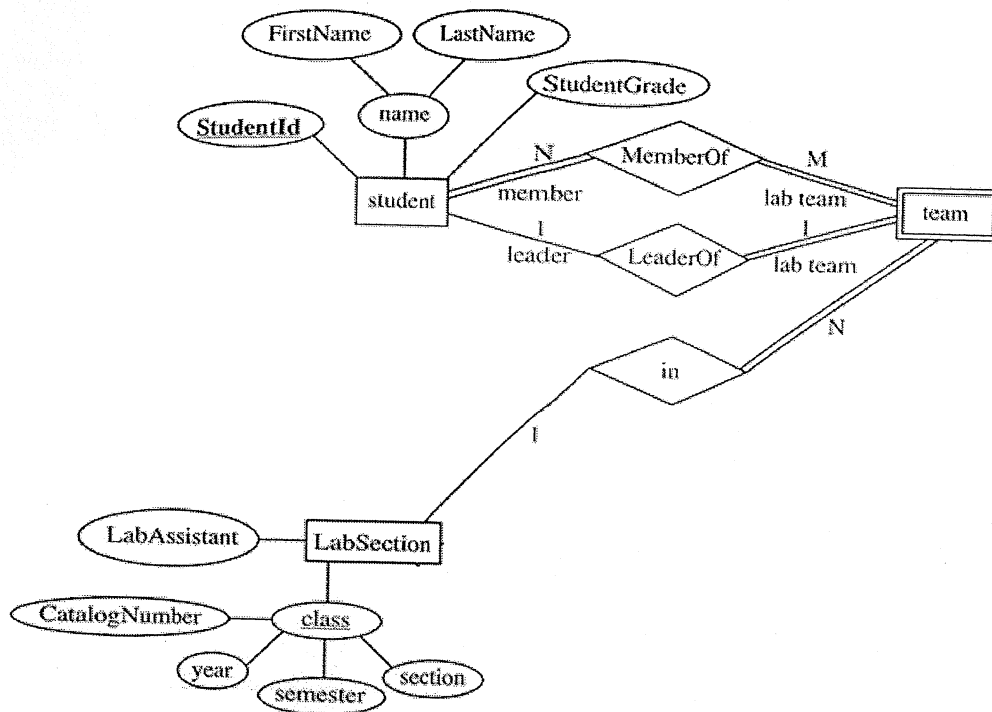 FirstName
LastName
StudentGrade
name
StudentId
student
N
member
MemberOf
M
lab team
team
1
leader
LeaderOf
1
lab team
N
in
1
LabAssistant
LabSection
CatalogNumber
class
year
semester
section